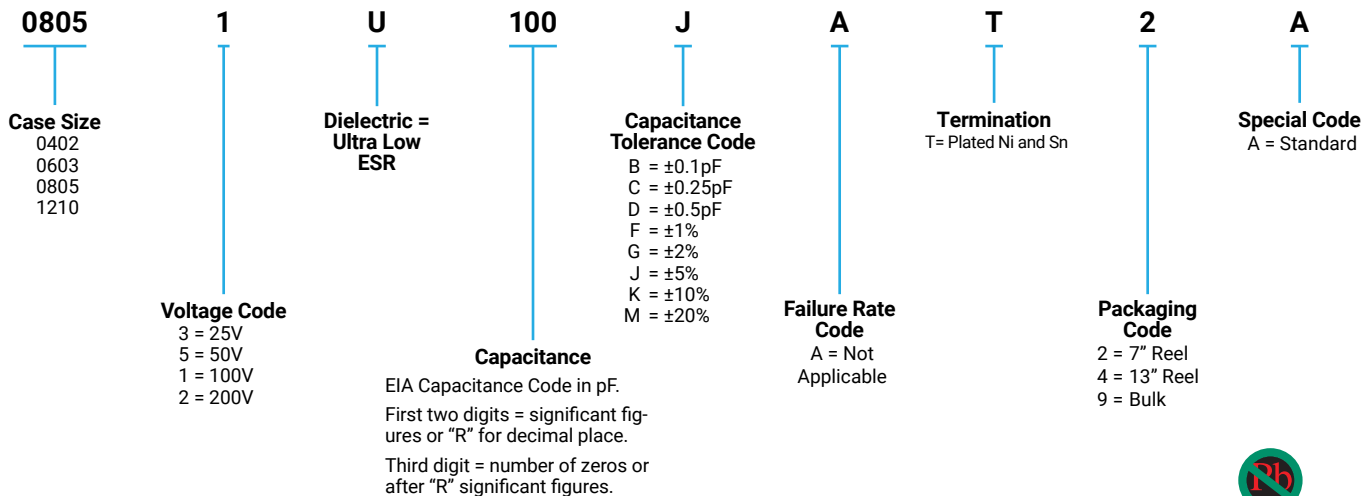 0805 1 U 100 J A T 2 A
Case Size
0402
0603
0805
1210
Voltage Code
3 = 25V
5 = 50V
1 = 100V
2 = 200V
Dielectric =
Ultra Low
ESR
Capacitance
EIA Capacitance Code in pF.
First two digits = significant fig-
ures or “R” for decimal place.
Third digit = number of zeros or
after “R” significant figures.
Capacitance
Tolerance Code
B = ±0.1pF
C = ±0.25pF
D = ±0.5pF
F = ±1%
G = ±2%
J = ±5%
K = ±10%
M = ±20%
Failure Rate
Code
A = Not
Applicable
Termination
T= Plated Ni and Sn
Packaging
Code
2 = 7” Reel
4 = 13” Reel
9 = Bulk
Special Code
A = Standard
Pb